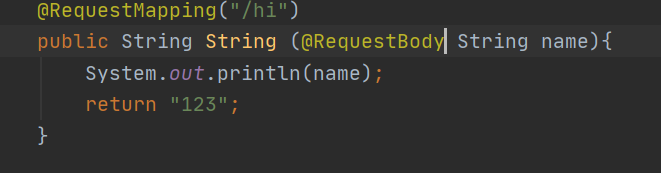 @RequestMapping("/hi")
public String String (@RequestBody String name){
System.out.println(name);
return "123";
}